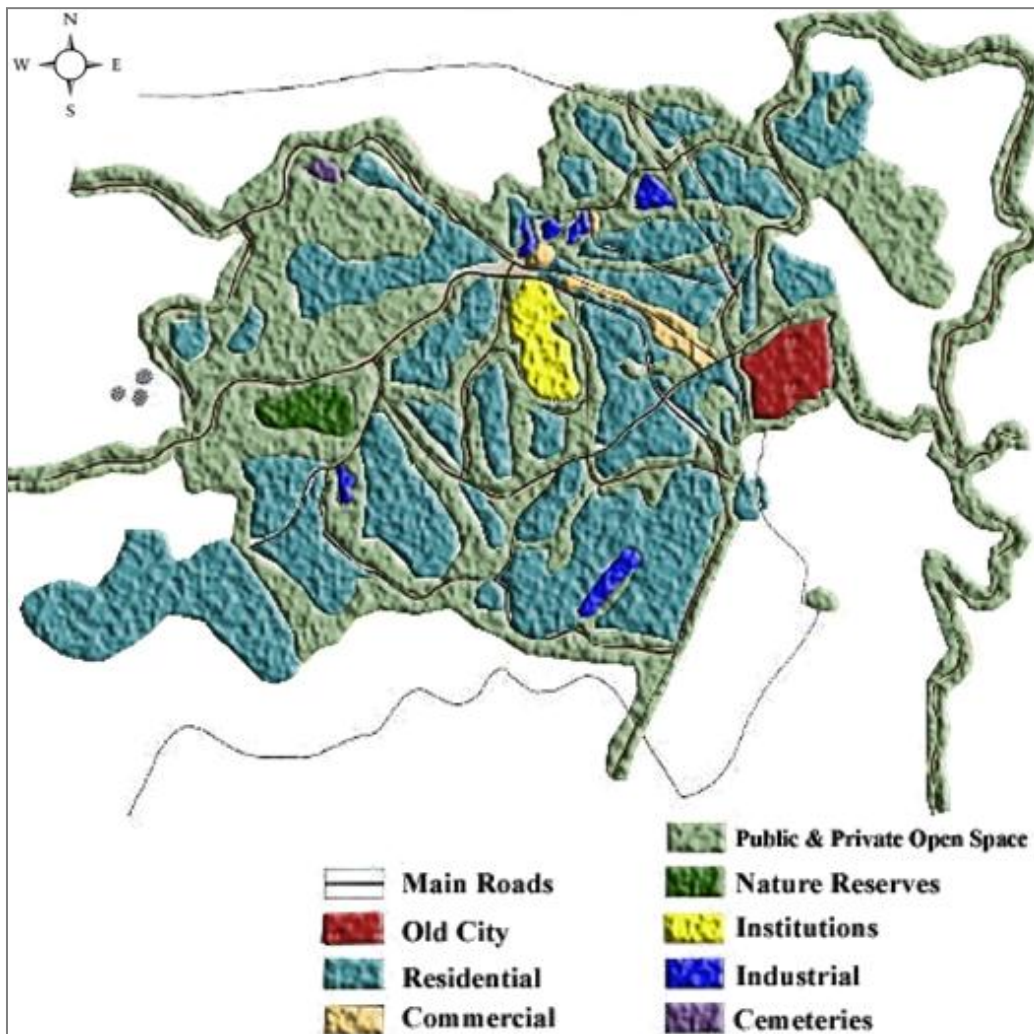 N
W E
S
Public & Private Open Space
Main Roads
Nature Reserves
Old City
Institutions
Residential
Industrial
Commercial
Cemeteries